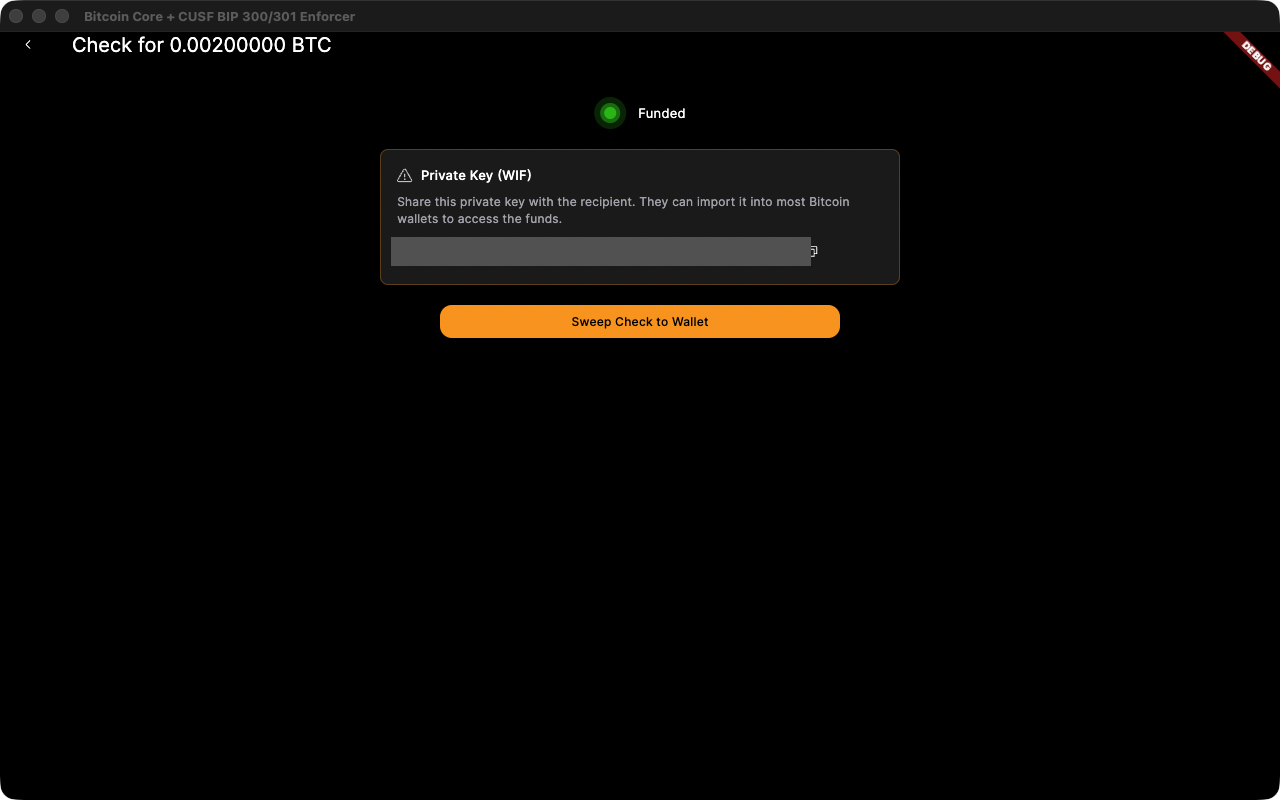 Bitcoin Core + CUSF BIP 300/301 Enforcer
Check for 0.00200000 BTC
DEBUG
Funded
Private Key (WIF)
Share this private key with the recipient. They can import it into most Bitcoin
wallets to access the funds.
Sweep Check to Wallet